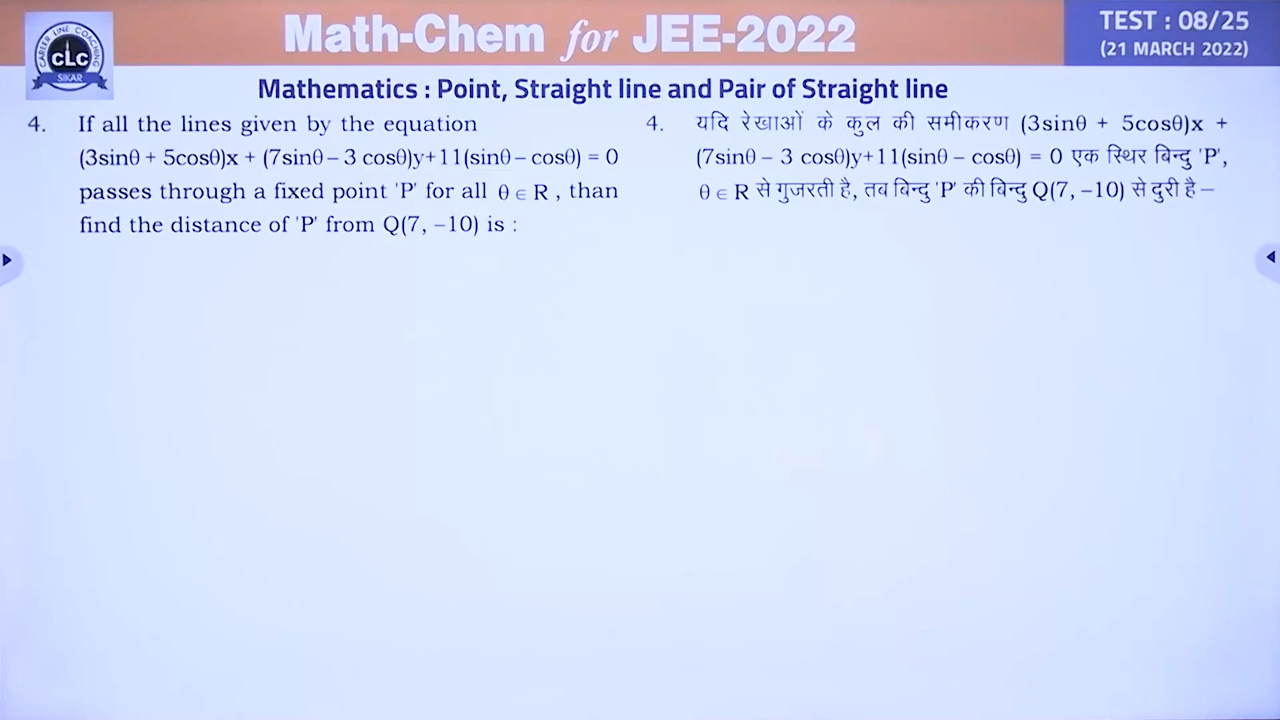 CAREER LINE COACHING
CLC
SIKAR
Math-Chem for JEE-2022
TEST : 08/25
(21 MARCH 2022)
Mathematics : Point, Straight line and Pair of Straight line
4. If all the lines given by the equation
(3sinθ + 5cosθ)x + (7sinθ – 3 cosθ)y+11(sinθ – cosθ) = 0
passes through a fixed point 'P' for all θ ∈ R , than
find the distance of 'P' from Q(7, –10) is :
4. यदि रेखाओं के कुल की समीकरण (3sinθ + 5cosθ)x +
(7sinθ – 3 cosθ)y+11(sinθ – cosθ) = 0 एक स्थिर बिन्दु 'P',
θ ∈ R से गुजरती है, तब बिन्दु 'P' की बिन्दु Q(7, –10) से दुरी है –